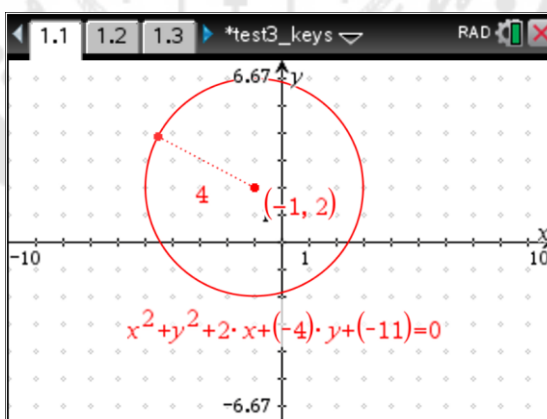 1.1 1.2 1.3 *test3_keys RAD
6.67 y
4
(-1, 2)
x
-10 1 10
x²+y²+2·x+(-4)·y+(-11)=0
-6.67